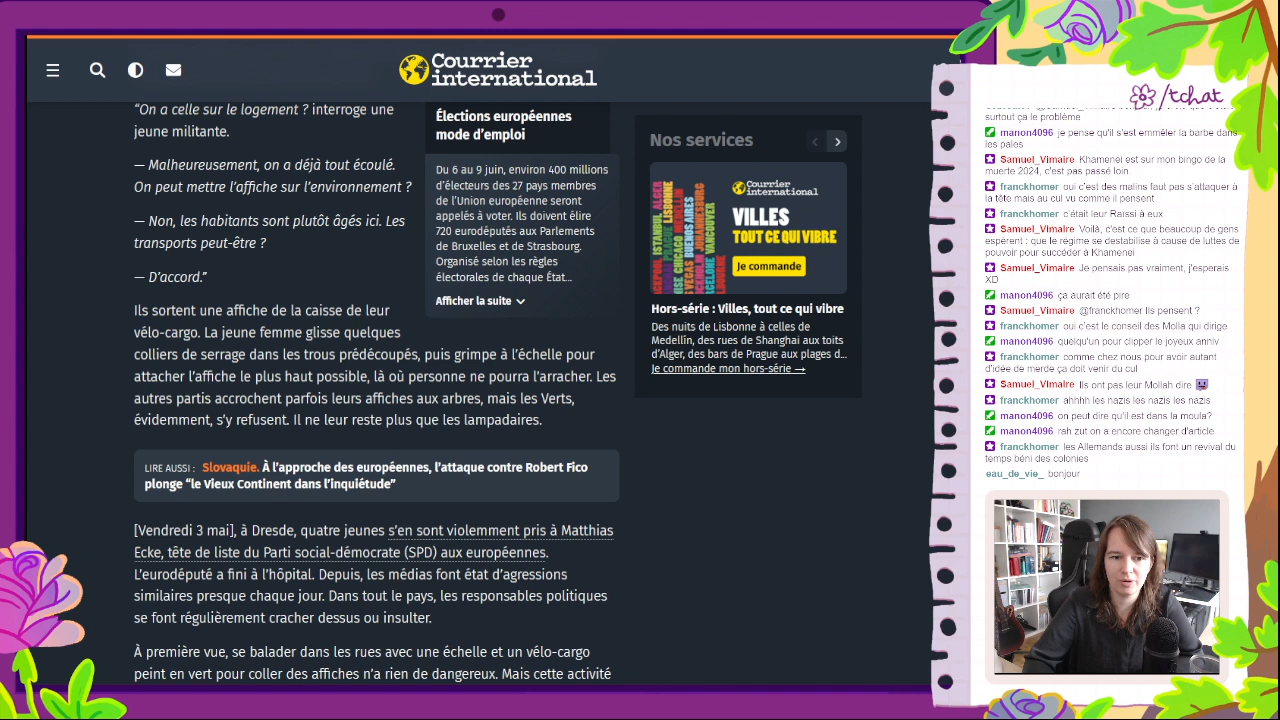 Courrier
international
“On a celle sur le logement ? interroge une
jeune militante.
— Malheureusement, on a déjà tout écoulé.
On peut mettre l’affiche sur l’environnement ?
— Non, les habitants sont plutôt âgés ici. Les
transports peut-être ?
— D’accord.”
Ils sortent une affiche de la caisse de leur
vélo-cargo. La jeune femme glisse quelques
colliers de serrage dans les trous prédécoupés, puis grimpe à l’échelle pour
attacher l’affiche le plus haut possible, là où personne ne pourra l’arracher. Les
autres partis accrochent parfois leurs affiches aux arbres, mais les Verts,
évidemment, s’y refusent. Il ne leur reste plus que les lampadaires.
LIRE AUSSI : Slovaquie. À l’approche des européennes, l’attaque contre Robert Fico
plonge “le Vieux Continent dans l’inquiétude”
[Vendredi 3 mai], à Dresde, quatre jeunes s’en sont violemment pris à Matthias
Ecke, tête de liste du Parti social-démocrate (SPD) aux européennes.
L’eurodéputé a fini à l’hôpital. Depuis, les médias font état d’agressions
similaires presque chaque jour. Dans tout le pays, les responsables politiques
se font régulièrement cracher dessus ou insulter.
À première vue, se balader dans les rues avec une échelle et un vélo-cargo
peint en vert pour coller des affiches n’a rien de dangereux. Mais cette activité
Élections européennes
mode d’emploi
Du 6 au 9 juin, environ 400 millions
d’électeurs des 27 pays membres
de l’Union européenne seront
appelés à voter. Ils doivent élire
720 eurodéputés aux Parlements
de Bruxelles et de Strasbourg.
Organisé selon les règles
électorales de chaque État...
Afficher la suite
Nos services
Courrier
international
VILLES
TOUT CE QUI VIBRE
Je commande
Hors-série : Villes, tout ce qui vibre
Des nuits de Lisbonne à celles de
Medellín, des rues de Shanghai aux toits
d’Alger, des bars de Prague aux plages d...
Je commande mon hors-série →
/tchat
surtout ça le problème
manon4096 je pense qu'il s'est emmêler la barbe dans
les pales
Samuel_Vimaire Khamenei est sur mon bingo de la
muerte 2024, c'est pas passé loin.
franckhomer oui c'est des malins faut pas s'attaquer à
la tête mais au cul vu comme il pensent
franckhomer c'était leur Raïssi à eux
Samuel_Vimaire Voilà, c'est ce que beaucoup de gens
espèrent : que le régime se destabilise à cause de luttes de
pouvoir pour succéder à Khamenei
Samuel_Vimaire Je pensais pas vraiment, j'esperais
XD
manon4096 ça aurait été pire
Samuel_Vimaire @franckhomer Ils pensent ?
franckhomer oui c'est le conseil des Molla qui dirige
manon4096 quelqu'un pour clipper le joyeux anniv
franckhomer comme chez nous pour avoir autant
d'idée de merde ça doit venir du cul
Samuel_Vimaire Ils ont pas leur Mollah dire
franckhomer ahhhh les nazis les nazis les nazis
manon4096 on peut dire qu'il est dans la moula?
manon4096 rah zut on a encore changer d'article
franckhomer les Allemands aussi ils font un revival du
temps béni des colonies
eau_de_vie_ bonjour